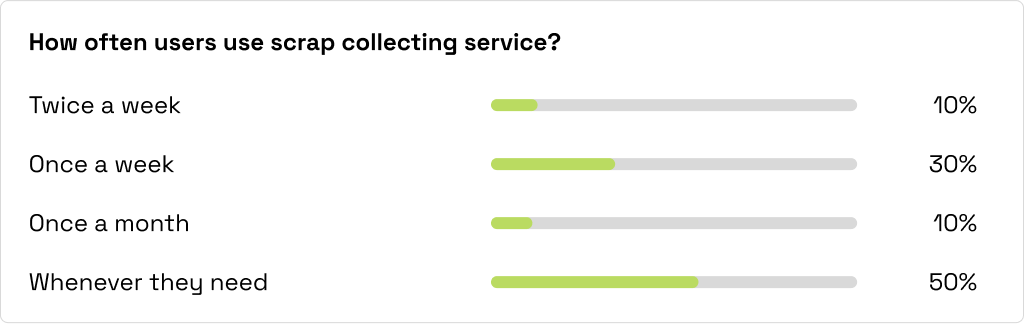 How often users use scrap collecting service?
Twice a week 10%
Once a week 30%
Once a month 10%
Whenever they need 50%